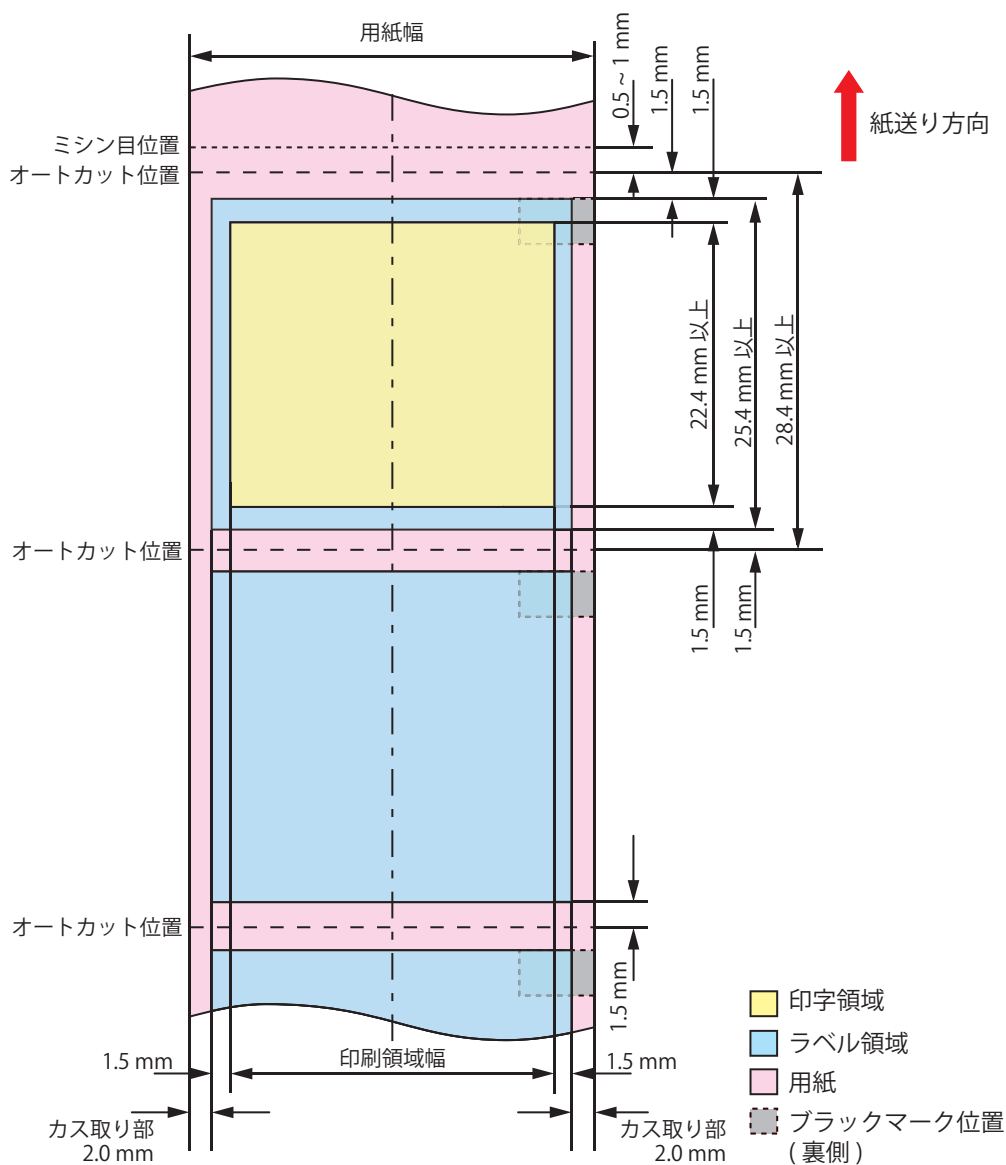 用紙幅
0.5 ~ 1 mm
1.5 mm
1.5 mm
紙送り方向
ミシン目位置
オートカット位置
22.4 mm 以上
25.4 mm 以上
28.4 mm 以上
オートカット位置
1.5 mm
1.5 mm
オートカット位置
1.5 mm
印字領域
ラベル領域
用紙
ブラックマーク位置
( 裏側 )
1.5 mm
印刷領域幅
1.5 mm
カス取り部
2.0 mm
カス取り部
2.0 mm